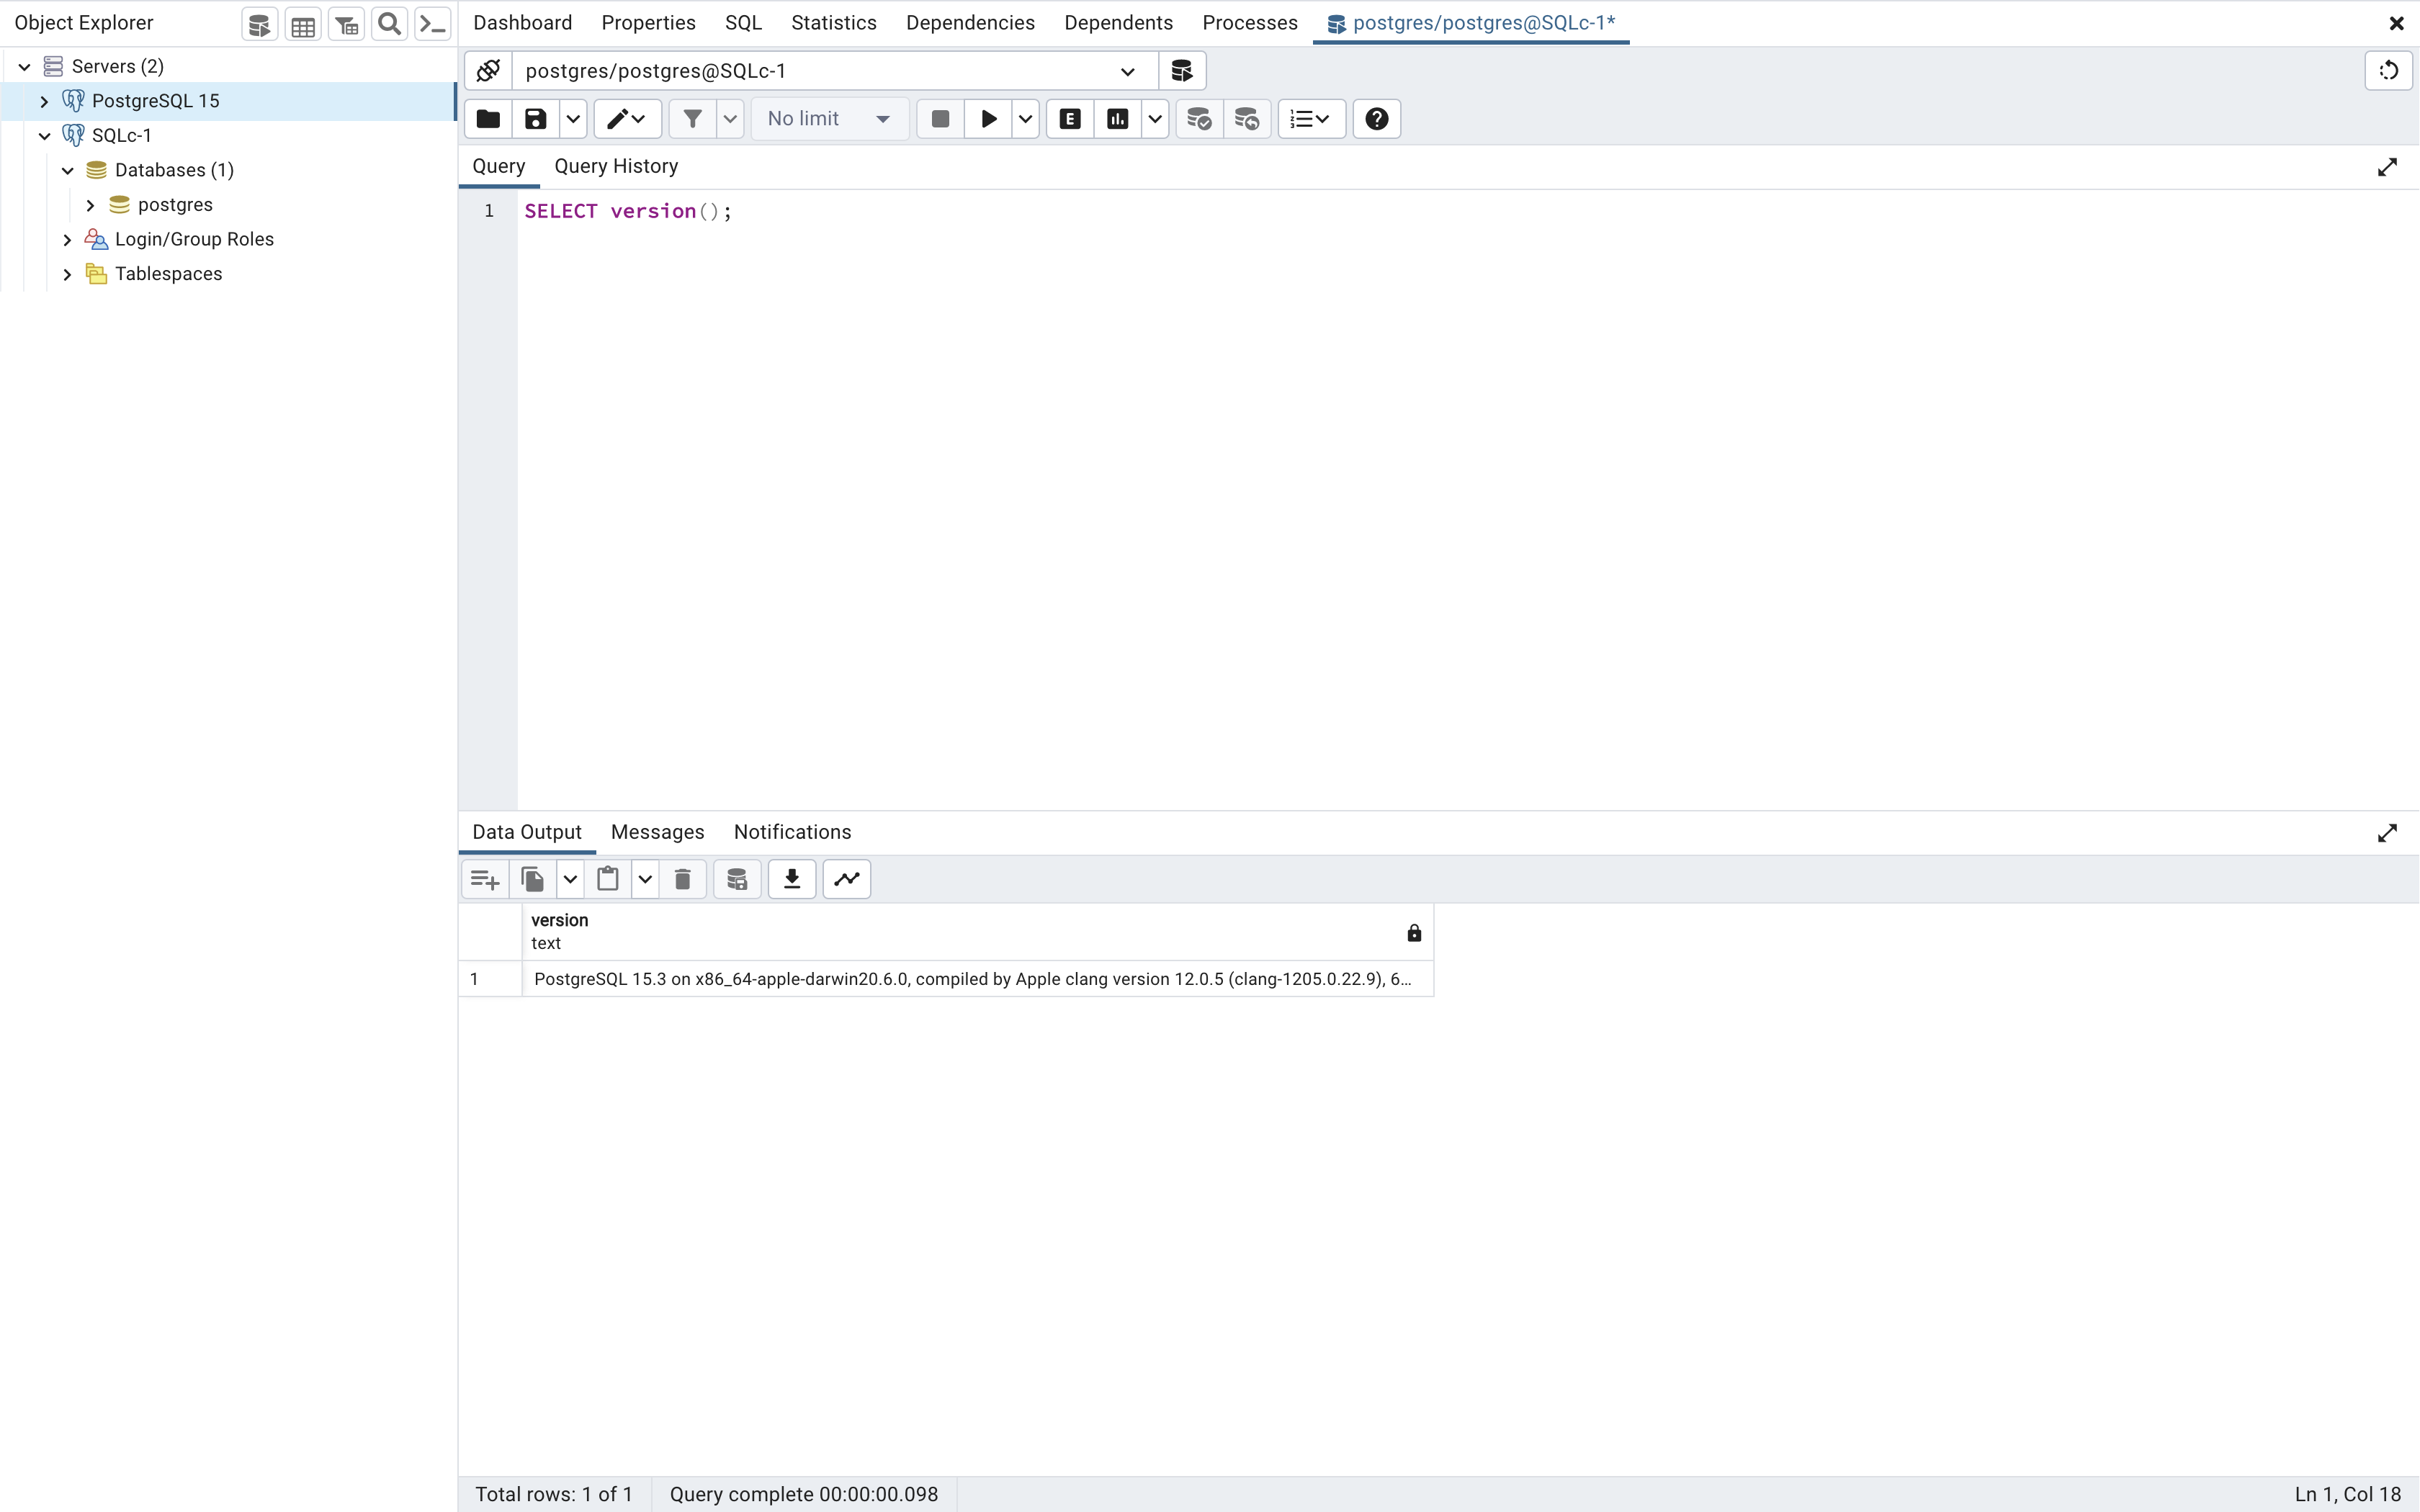 Object Explorer
Dashboard Properties SQL Statistics Dependencies Dependents Processes postgres/postgres@SQLc-1*
Servers (2)
PostgreSQL 15
SQLc-1
Databases (1)
postgres
Login/Group Roles
Tablespaces
postgres/postgres@SQLc-1
No limit
E
Query Query History
1 SELECT version();
Data Output Messages Notifications
version
text
1 PostgreSQL 15.3 on x86_64-apple-darwin20.6.0, compiled by Apple clang version 12.0.5 (clang-1205.0.22.9), 6…
Total rows: 1 of 1 Query complete 00:00:00.098 Ln 1, Col 18